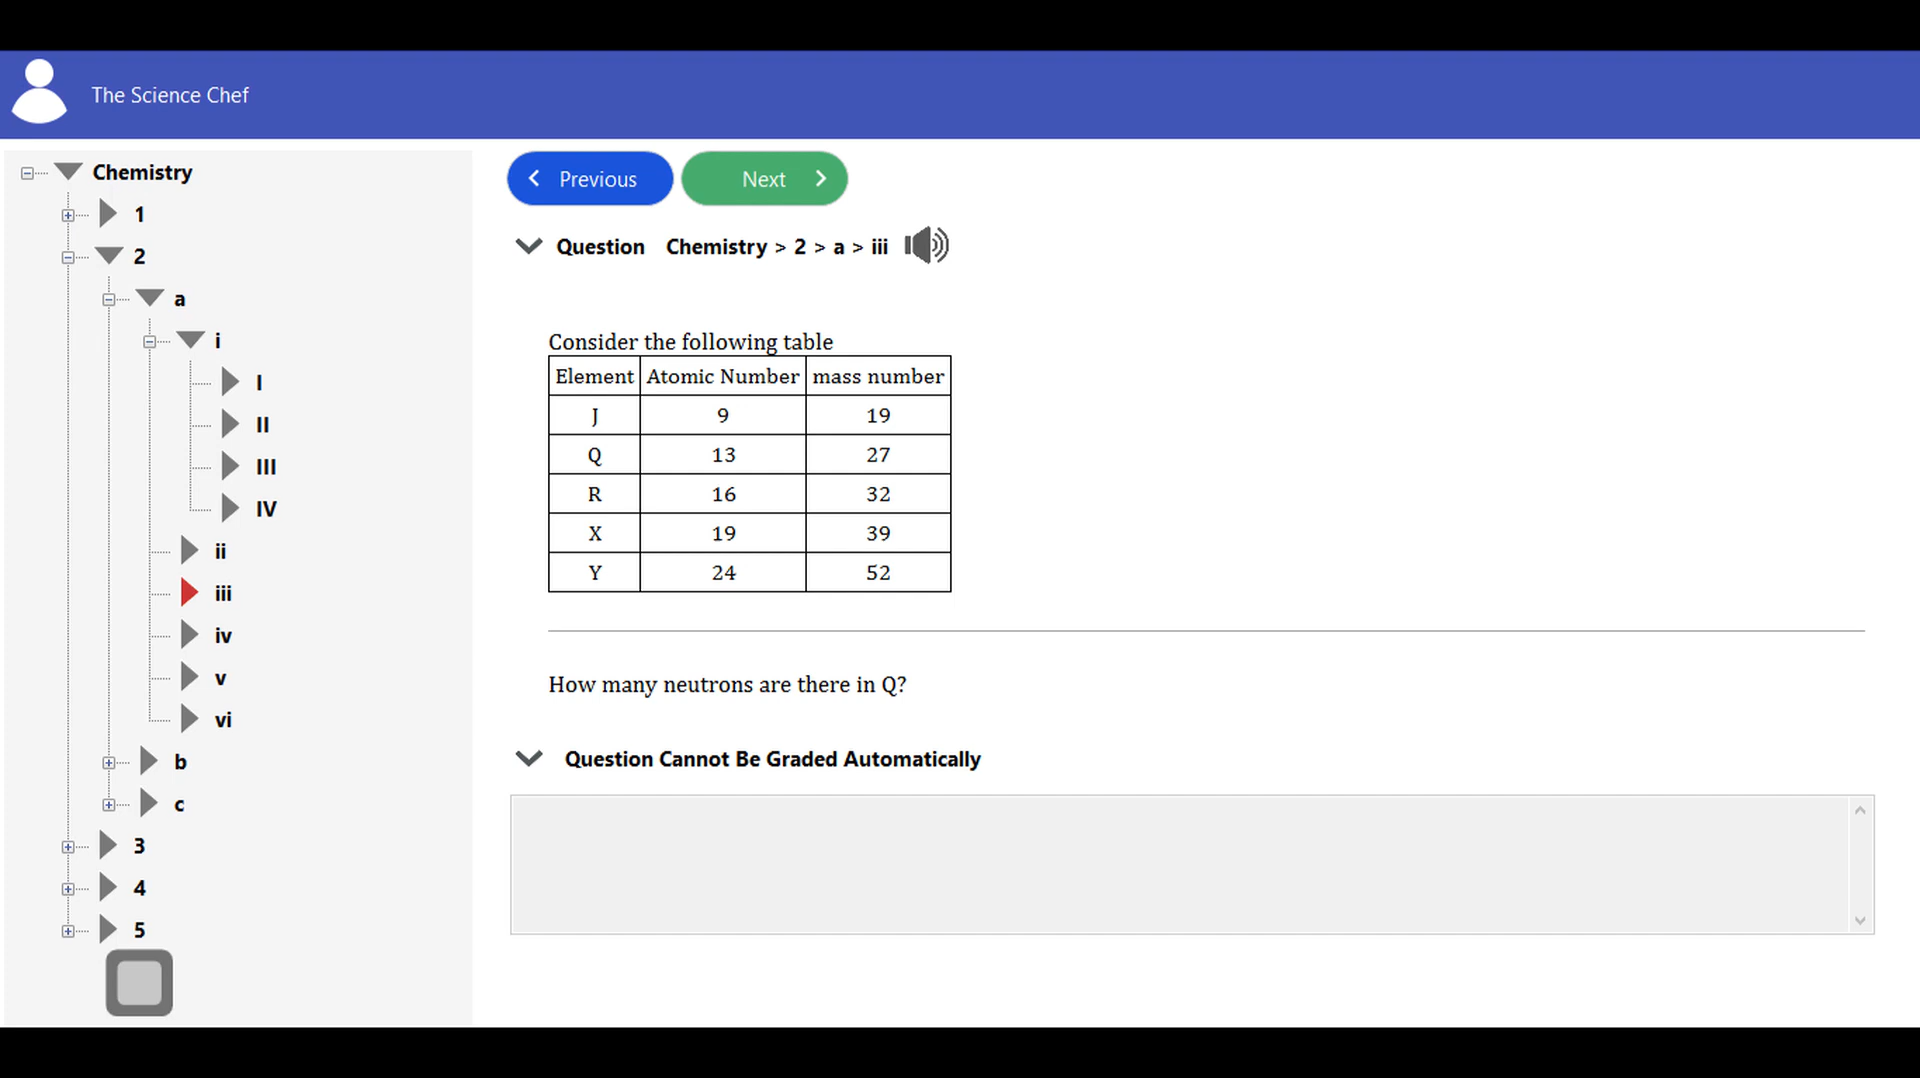 The Science Chef
Chemistry
1
2
a
i
I
II
III
IV
ii
iii
iv
v
vi
b
c
3
4
5
Previous
Next
Question Chemistry > 2 > a > iii
Consider the following table
Element Atomic Number mass number
J 9 19
Q 13 27
R 16 32
X 19 39
Y 24 52
How many neutrons are there in Q?
Question Cannot Be Graded Automatically